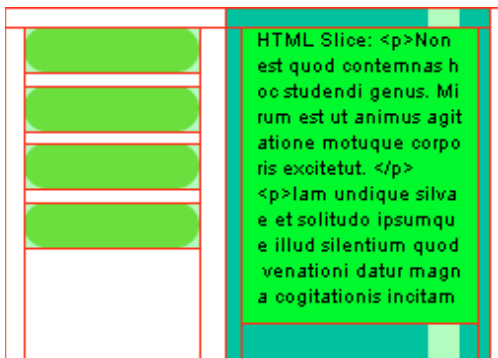 HTML Slice: <p>Non
est quod contemnas h
oc studendi genus. Mi
rum est ut animus agit
atione motuque corpo
ris excitetut. </p>
<p>Iam undique silva
e et solitudo ipsumqu
e illud silentium quod
venationi datur magn
a cogitationis incitam